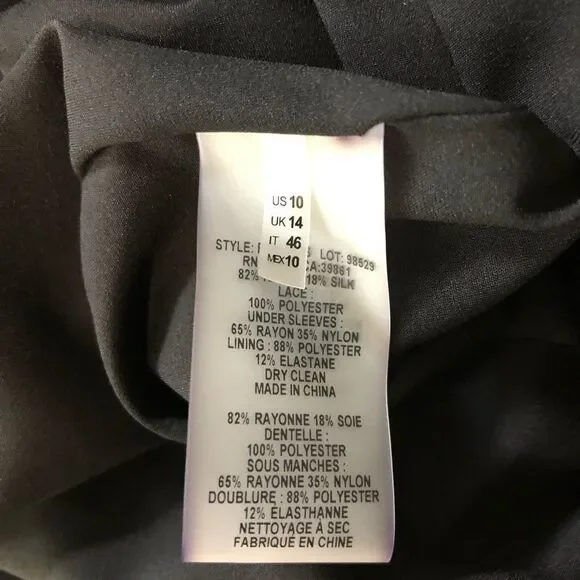 US 10
UK 14
IT 46
MEX 10
STYLE: LOT: 98529
RN CA:39861
82% 18% SILK
LACE :
100% POLYESTER
UNDER SLEEVES :
65% RAYON 35% NYLON
LINING : 88% POLYESTER
12% ELASTANE
DRY CLEAN
MADE IN CHINA
82% RAYONNE 18% SOIE
DENTELLE :
100% POLYESTER
SOUS MANCHES :
65% RAYONNE 35% NYLON
DOUBLURE : 88% POLYESTER
12% ÉLASTHANNE
NETTOYAGE À SEC
FABRIQUÉ EN CHINE